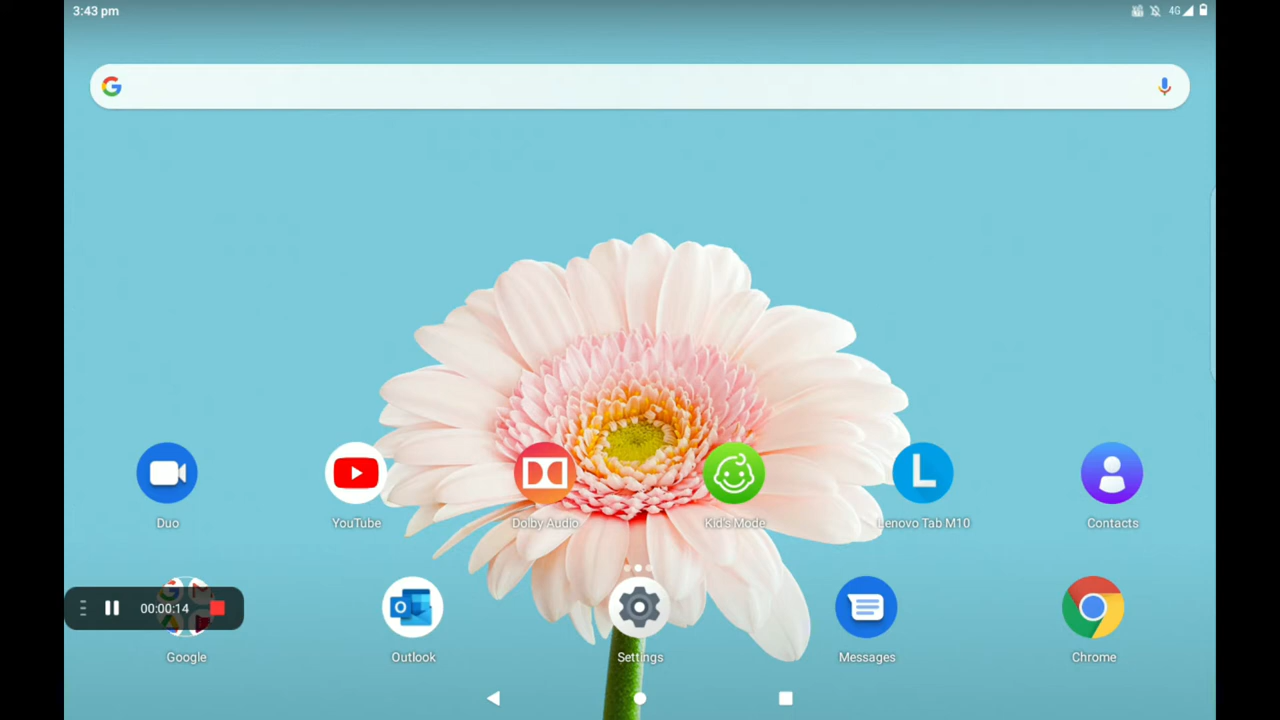 3:43 pm
4G
G
Duo
YouTube
Dolby Audio
Kid's Mode
L
Lenovo Tab M10
Contacts
00:00:14
Google
O
Outlook
Settings
Messages
Chrome